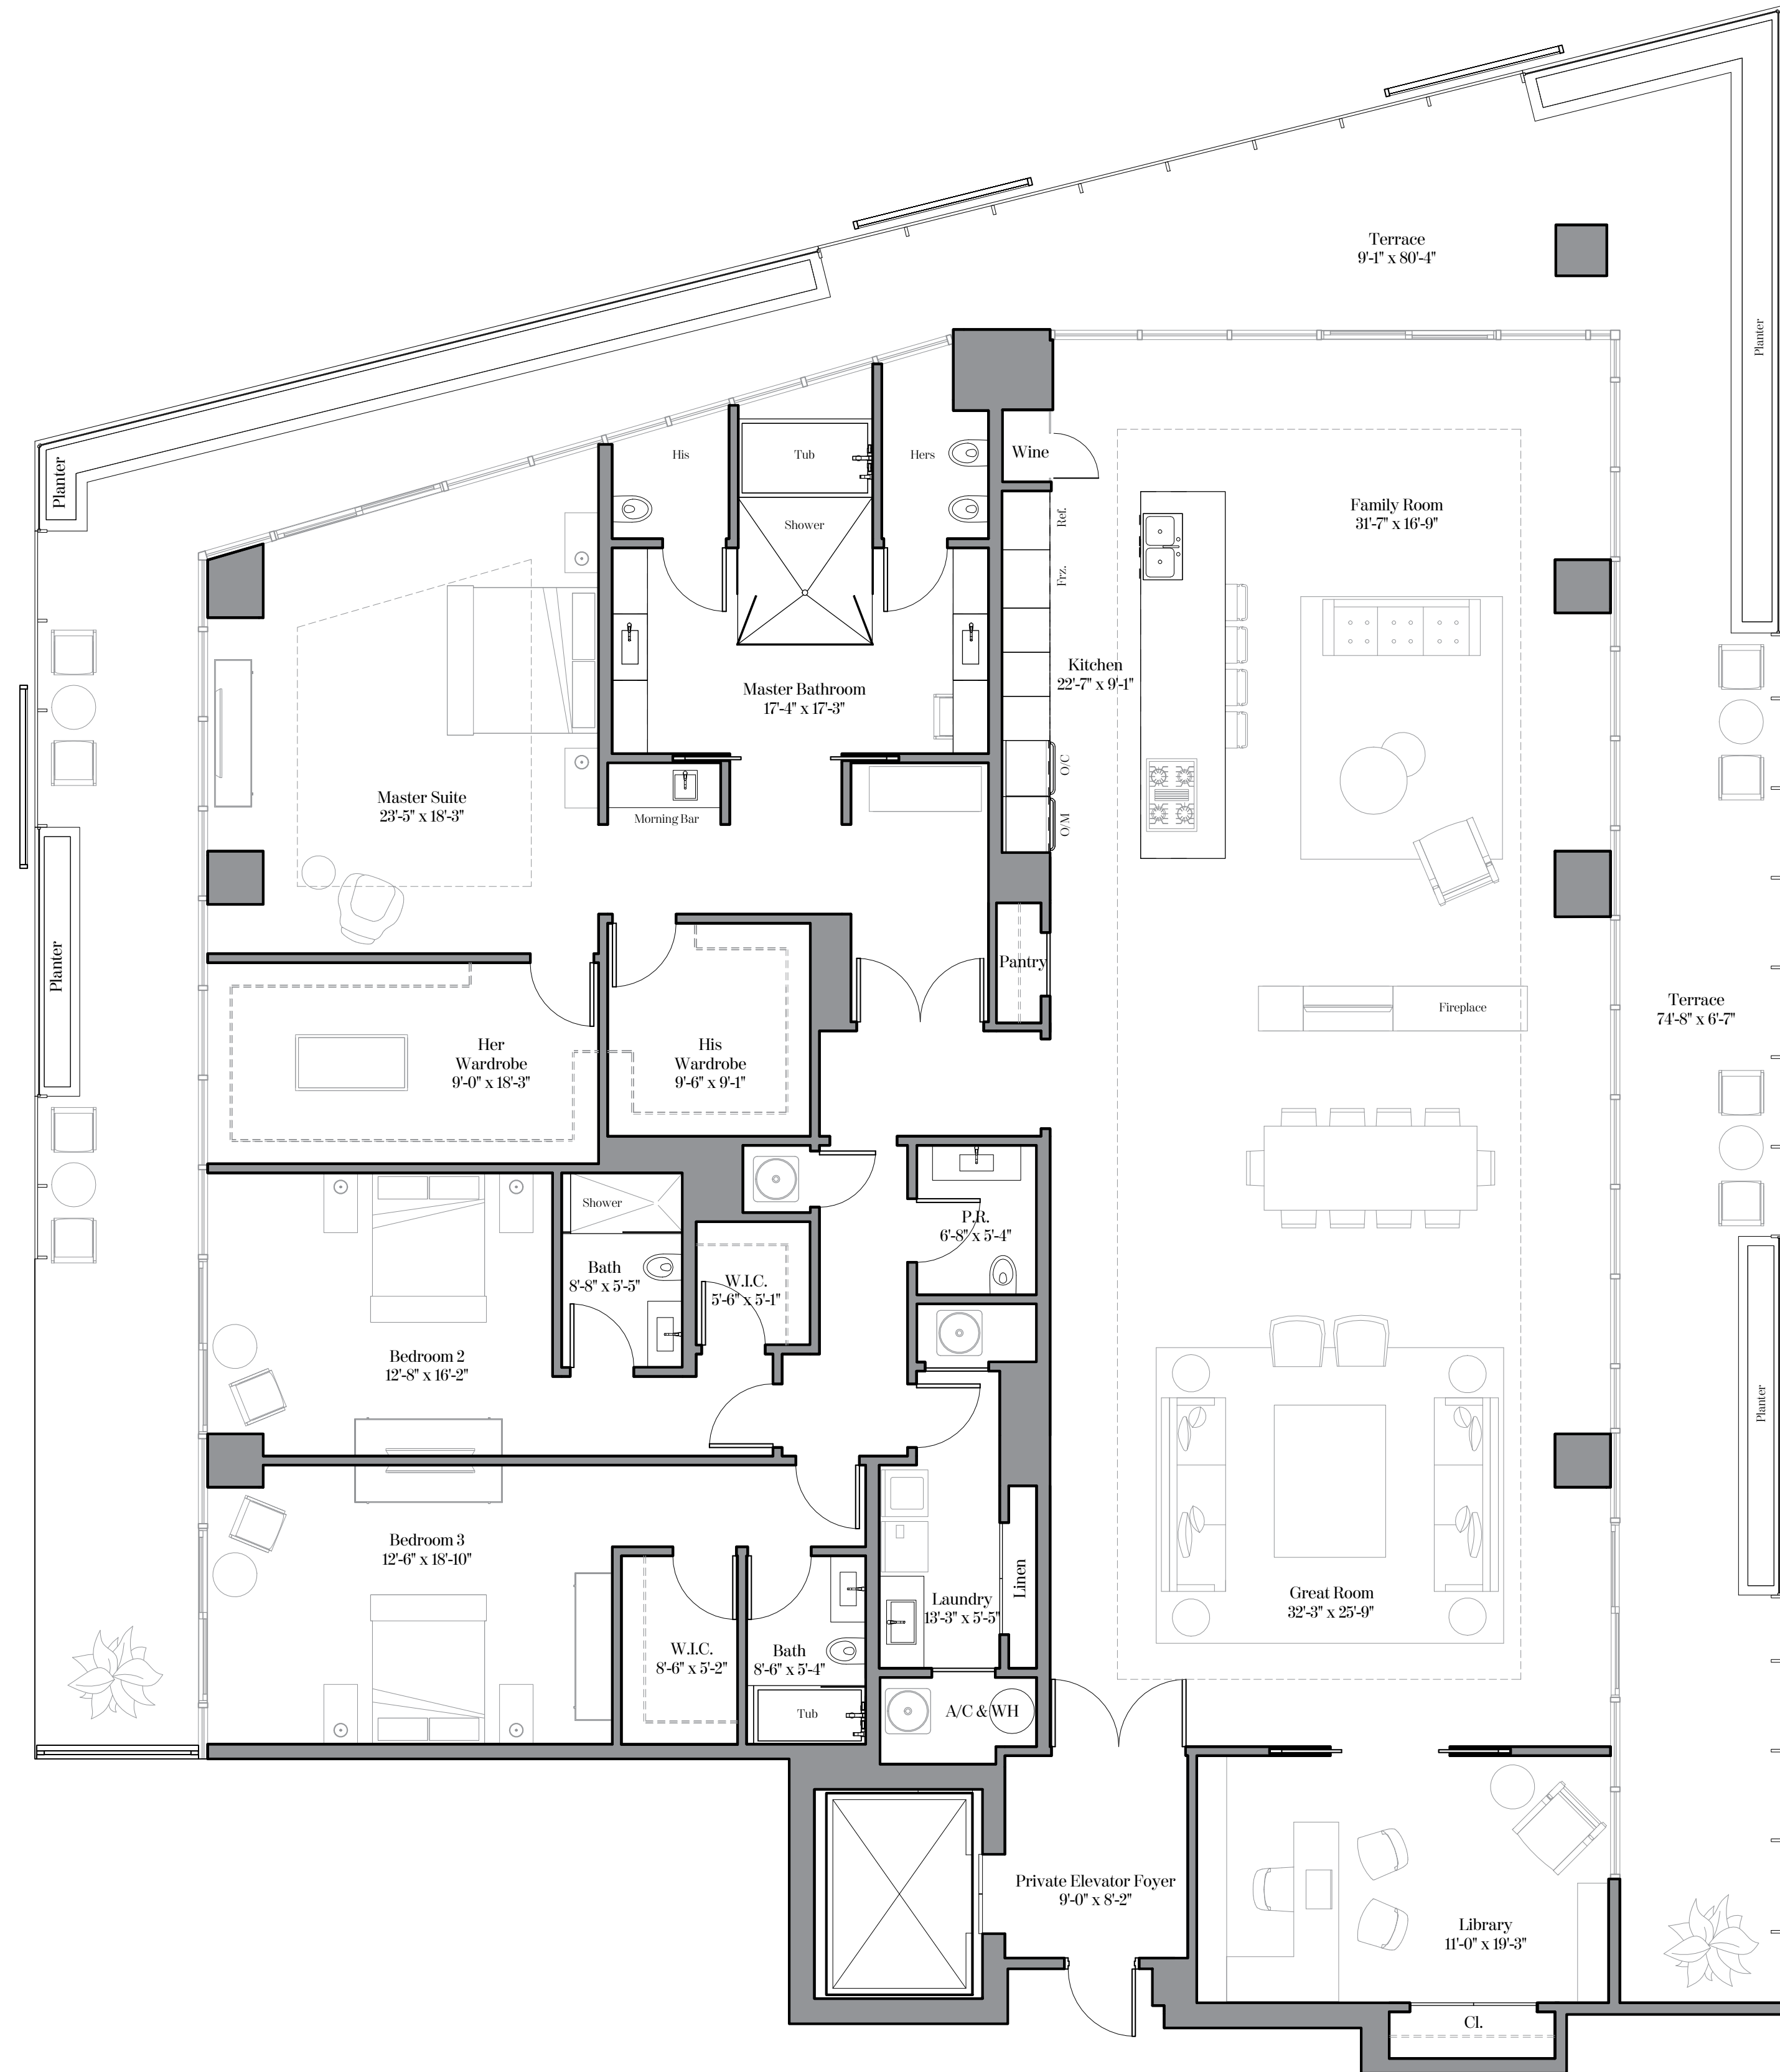 Terrace
9'-1" x 80'-4"
Planter
Planter
His
Tub
Hers
Wine
Shower
Ref.
Frz.
Family Room
31'-7" x 16'-9"
Kitchen
22'-7" x 9'-1"
Master Bathroom
17'-4" x 17'-3"
O/C
O/M
Master Suite
23'-5" x 18'-3"
Morning Bar
Planter
Pantry
Fireplace
Terrace
74'-8" x 6'-7"
Her
Wardrobe
9'-0" x 18'-3"
His
Wardrobe
9'-6" x 9'-1"
Shower
P.R.
6'-8" x 5'-4"
Bath
8'-8" x 5'-5"
W.I.C.
5'-6" x 5'-1"
Bedroom 2
12'-8" x 16'-2"
Planter
Bedroom 3
12'-6" x 18'-10"
Linen
Laundry
13'-3" x 5'-5"
Great Room
32'-3" x 25'-9"
W.I.C.
8'-6" x 5'-2"
Bath
8'-6" x 5'-4"
Tub
A/C & WH
Private Elevator Foyer
9'-0" x 8'-2"
Library
11'-0" x 19'-3"
Cl.